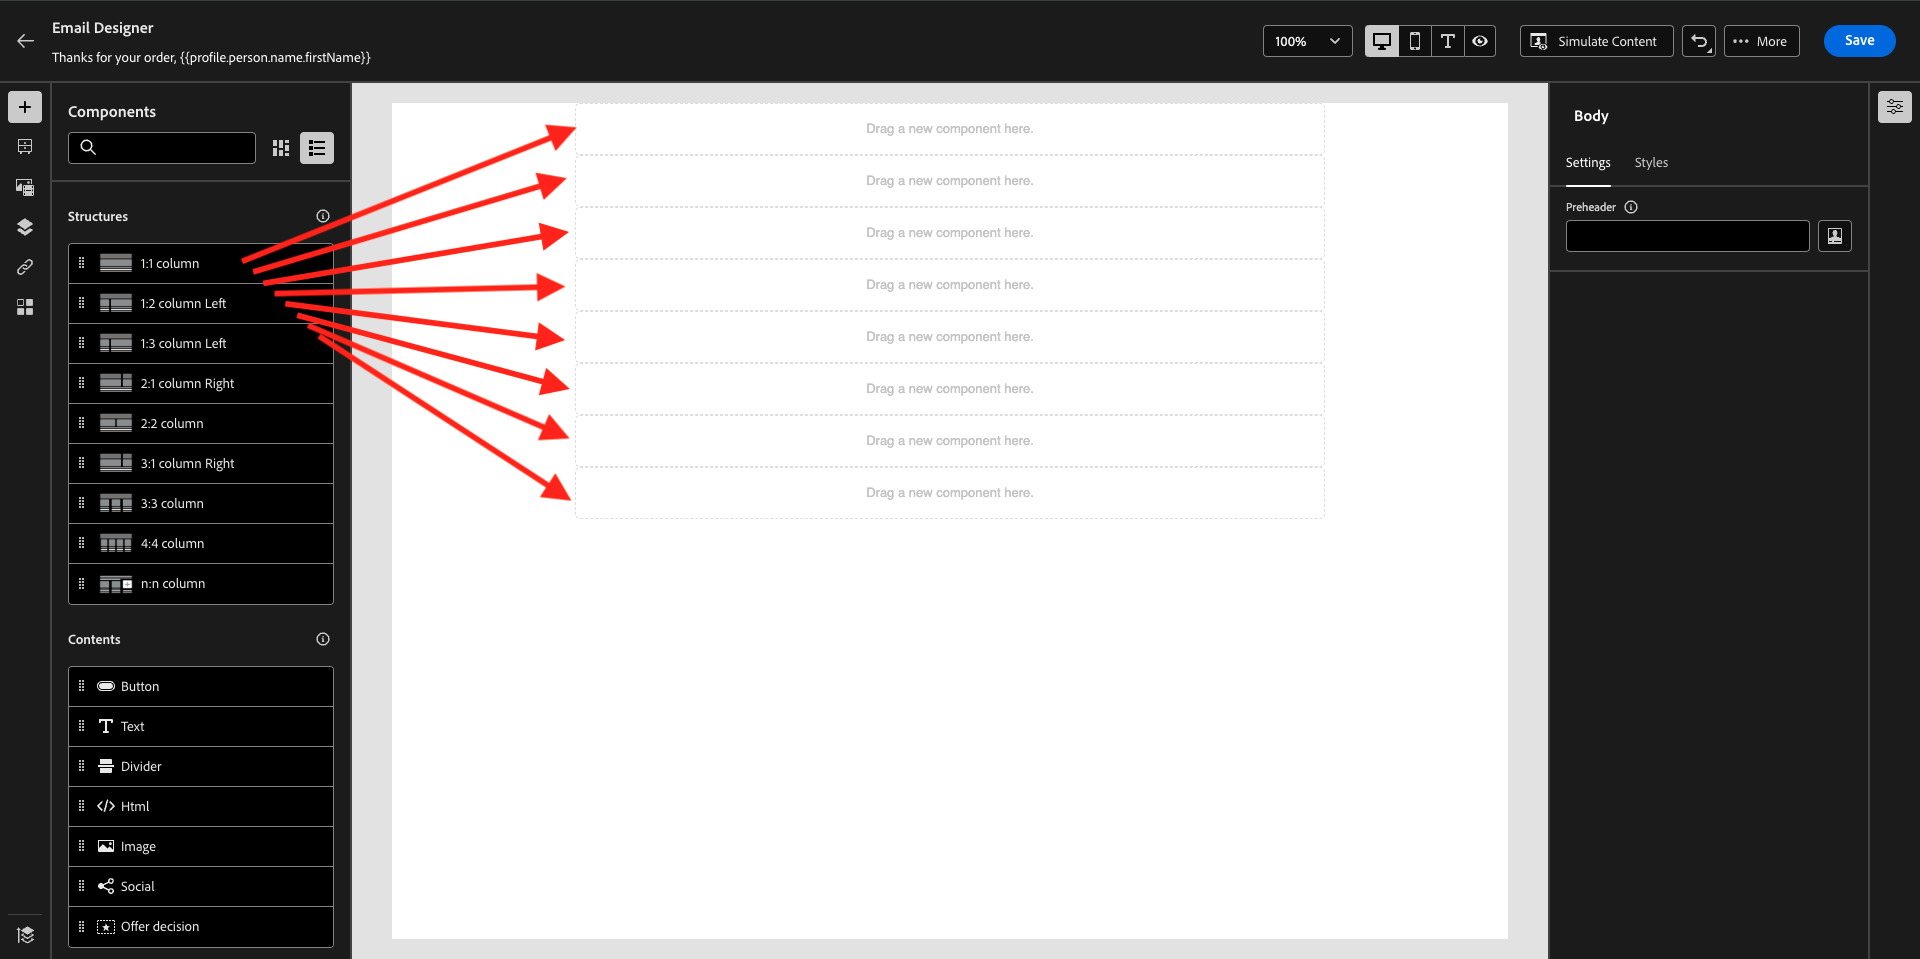 Email Designer
Thanks for your order, {{profile.person.name.firstName}}
100%
Simulate Content
More
Save
Components
Structures
1:1 column
1:2 column Left
1:3 column Left
2:1 column Right
2:2 column
3:1 column Right
3:3 column
4:4 column
n:n column
Contents
Button
Text
Divider
Html
Image
Social
Offer decision
Drag a new component here.
Drag a new component here.
Drag a new component here.
Drag a new component here.
Drag a new component here.
Drag a new component here.
Drag a new component here.
Drag a new component here.
Body
Settings
Styles
Preheader